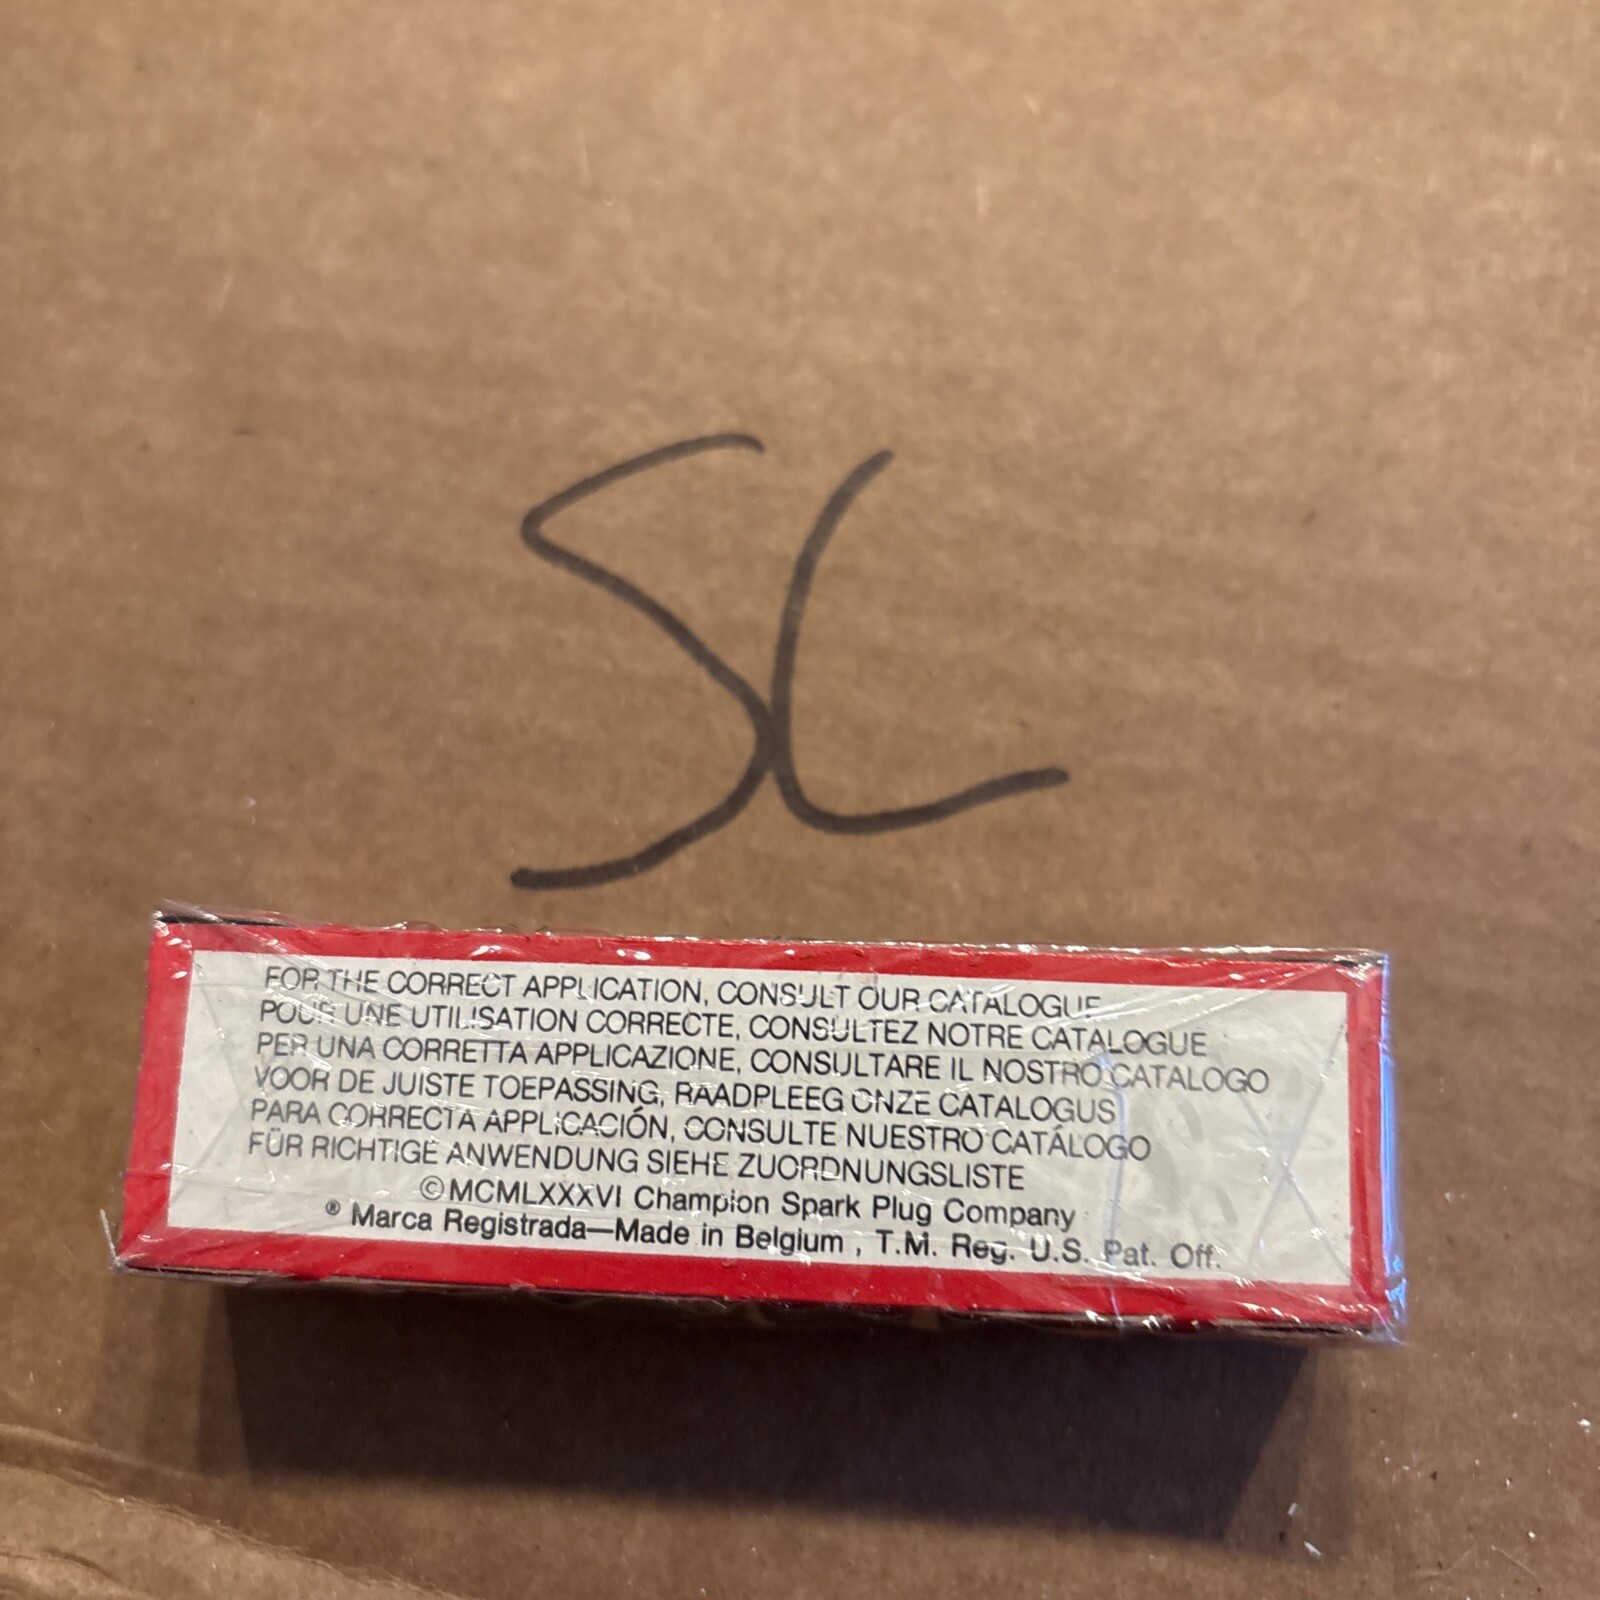 SL
FOR THE CORRECT APPLICATION, CONSULT OUR CATALOGUE
POUR UNE UTILISATION CORRECTE, CONSULTEZ NOTRE CATALOGUE
PER UNA CORRETTA APPLICAZIONE, CONSULTARE IL NOSTRO CATALOGO
VOOR DE JUISTE TOEPASSING, RAADPLEEG ONZE CATALOGUS
PARA CORRECTA APPLICACIÓN, CONSULTE NUESTRO CATÁLOGO
FÜR RICHTIGE ANWENDUNG SIEHE ZUORDNUNGSLISTE
©MCMLXXXVI Champion Spark Plug Company
® Marca Registrada—Made in Belgium , T.M. Reg. U.S. Pat. Off.